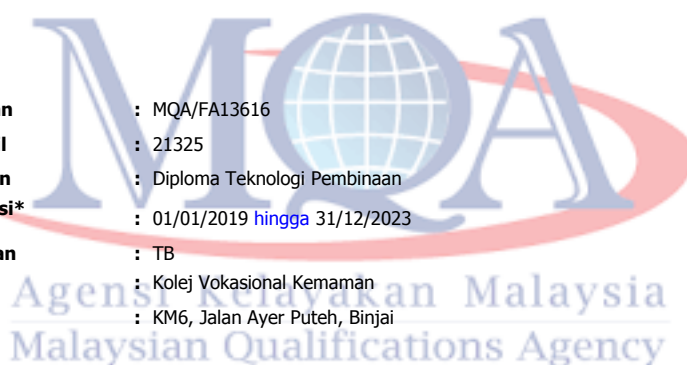 MQA
an : MQA/FA13616
l : 21325
n : Diploma Teknologi Pembinaan
si* : 01/01/2019 hingga 31/12/2023
an : TB
: Kolej Vokasional Kemaman
: KM6, Jalan Ayer Puteh, Binjai
Agensi Kelayakan Malaysia
Malaysian Qualifications Agency